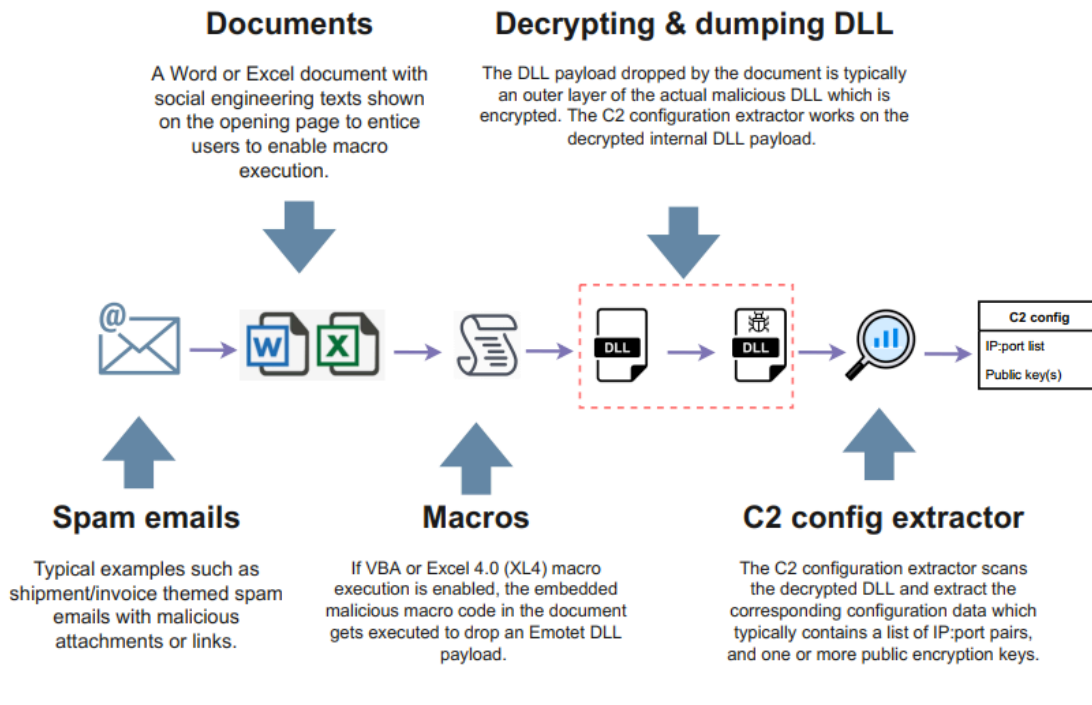 Documents
A Word or Excel document with
social engineering texts shown
on the opening page to entice
users to enable macro
execution.
Decrypting & dumping DLL
The DLL payload dropped by the document is typically
an outer layer of the actual malicious DLL which is
encrypted. The C2 configuration extractor works on the
decrypted internal DLL payload.
@
W
X
DLL
DLL
C2 config
IP:port list
Public key(s)
Spam emails
Typical examples such as
shipment/invoice themed spam
emails with malicious
attachments or links.
Macros
If VBA or Excel 4.0 (XL4) macro
execution is enabled, the embedded
malicious macro code in the document
gets executed to drop an Emotet DLL
payload.
C2 config extractor
The C2 configuration extractor scans
the decrypted DLL and extract the
corresponding configuration data which
typically contains a list of IP:port pairs,
and one or more public encryption keys.